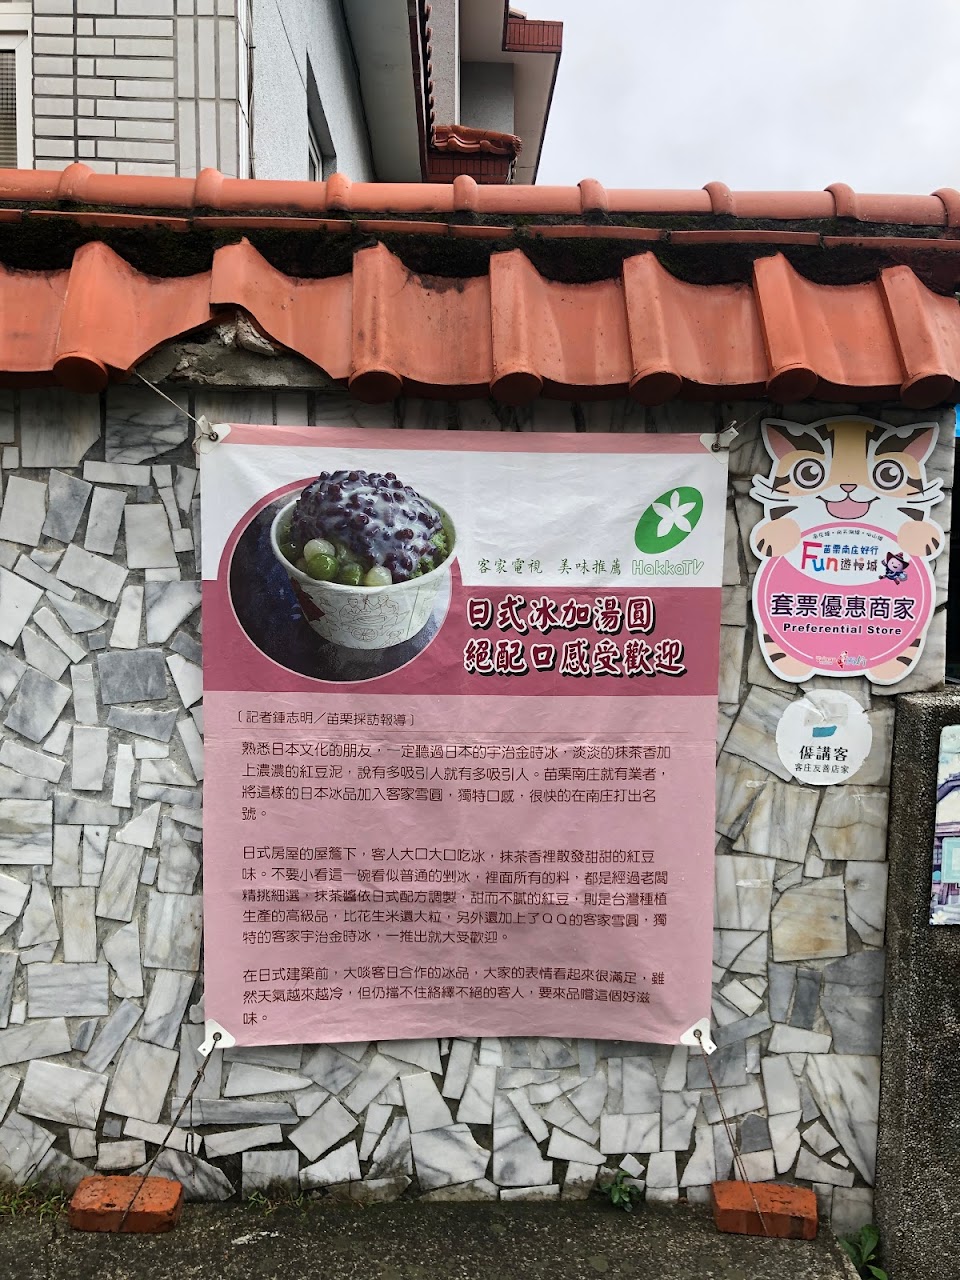 客家電視 美味推薦 HakkaTV
日式冰加湯圓
絕配口感受歡迎
〔記者鍾志明／苗栗採訪報導〕
熟悉日本文化的朋友，一定聽過日本的宇治金時冰，淡淡的抹茶香加
上濃濃的紅豆泥，說有多吸引人就有多吸引人。苗栗南庄就有業者，
將這樣的日本冰品加入客家雪圓，獨特口感，很快的在南庄打出名
號。
日式房屋的屋簷下，客人大口大口吃冰，抹茶香裡散發甜甜的紅豆
味。不要小看這一碗看似普通的剉冰，裡面所有的料，都是經過老闆
精挑細選，抹茶醬依日式配方調製，甜而不膩的紅豆，則是台灣種植
生產的高級品，比花生米還大粒，另外還加上了ＱＱ的客家雪圓，獨
特的客家宇治金時冰，一推出就大受歡迎。
在日式建築前，大啖客日合作的冰品，大家的表情看起來很滿足，雖
然天氣越來越冷，但仍擋不住絡繹不絕的客人，要來品嚐這個好滋
味。
苗栗南庄好行
Fun遊慢城
套票優惠商家
Preferential Store
𠊎講客
客庄友善店家